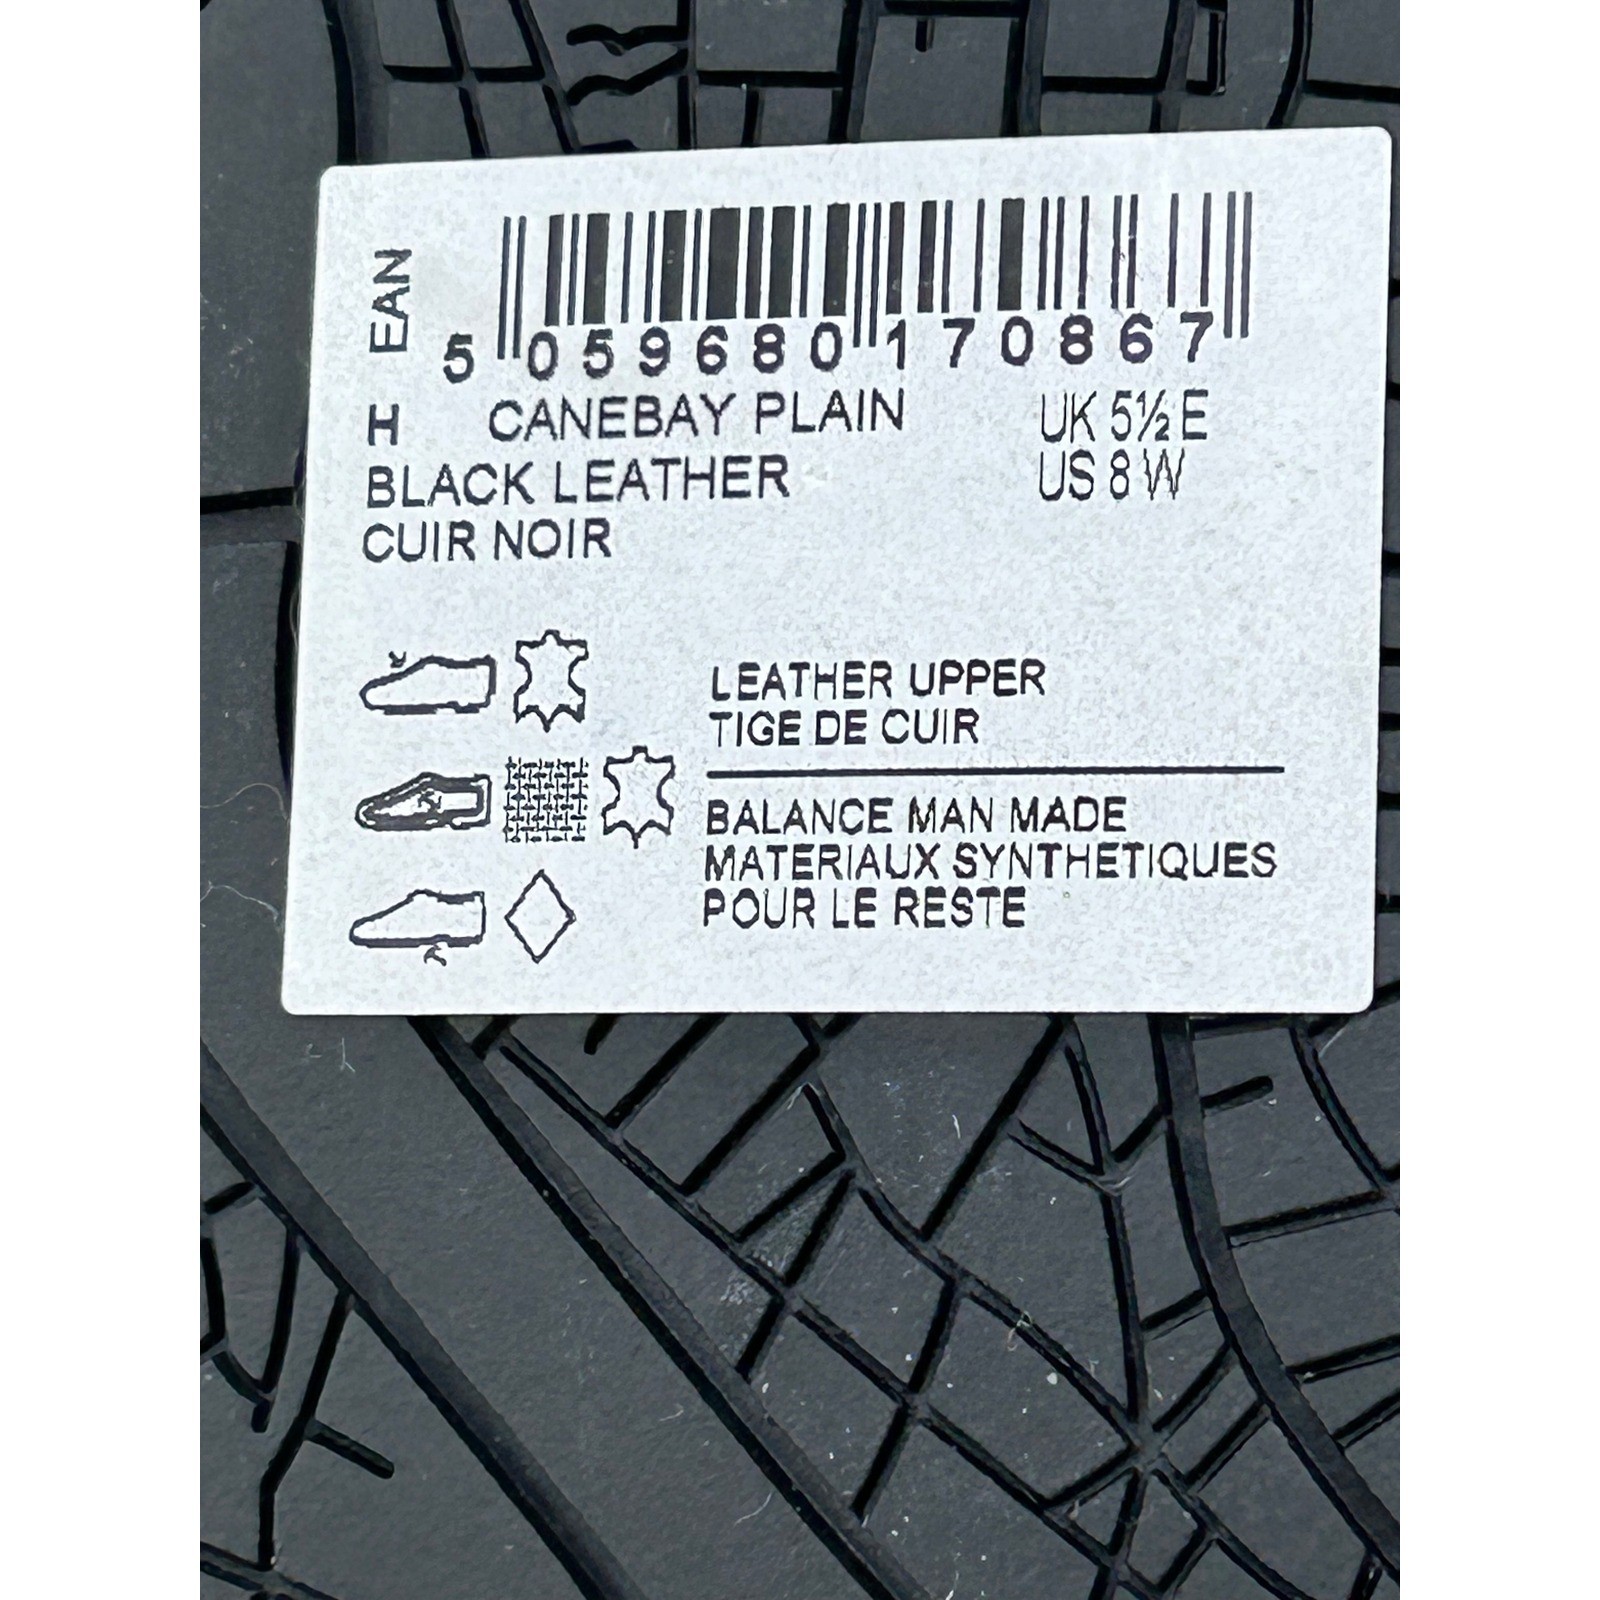 EAN
5 059680 170867
H CANEBAY PLAIN UK 5½ E
BLACK LEATHER US 8 W
CUIR NOIR
LEATHER UPPER
TIGE DE CUIR
BALANCE MAN MADE
MATERIAUX SYNTHETIQUES
POUR LE RESTE